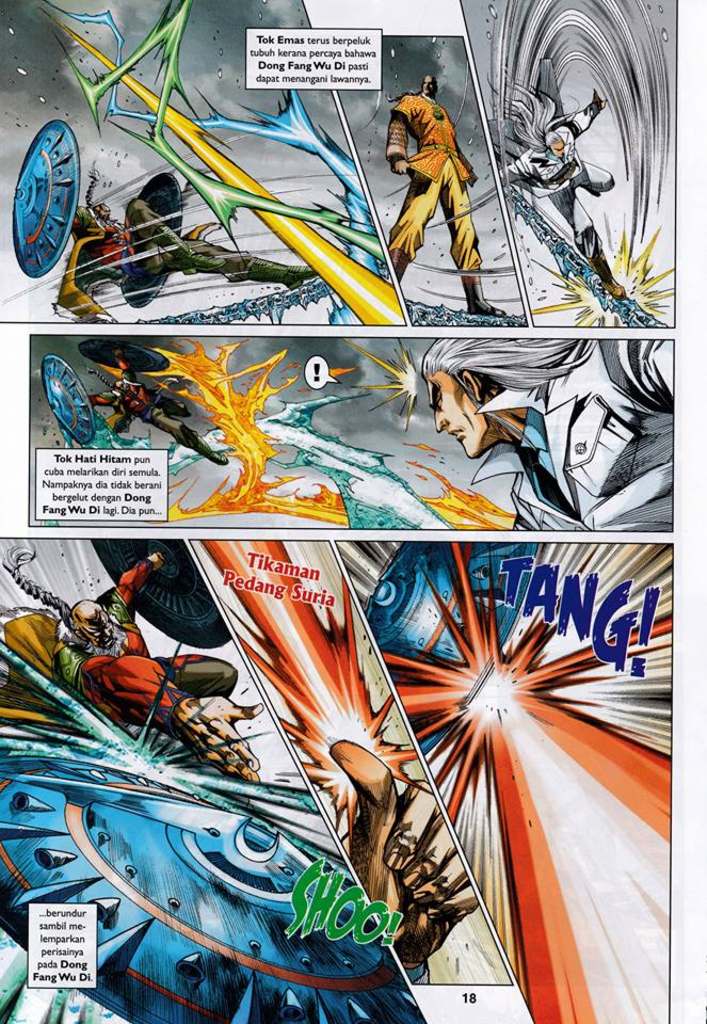 Tok Emas terus berpeluk
tubuh kerana percaya bahawa
Dong Fang Wu Di pasti
dapat menangani lawannya.
!
Tok Hati Hitam pun
cuba melarikan diri semula.
Nampaknya dia tidak berani
bergelut dengan Dong
Fang Wu Di lagi. Dia pun...
Tikaman
Pedang Suria
TANG!
SHOO!
...berundur
sambil me-
lemparkan
perisainya
pada Dong
Fang Wu Di.
18